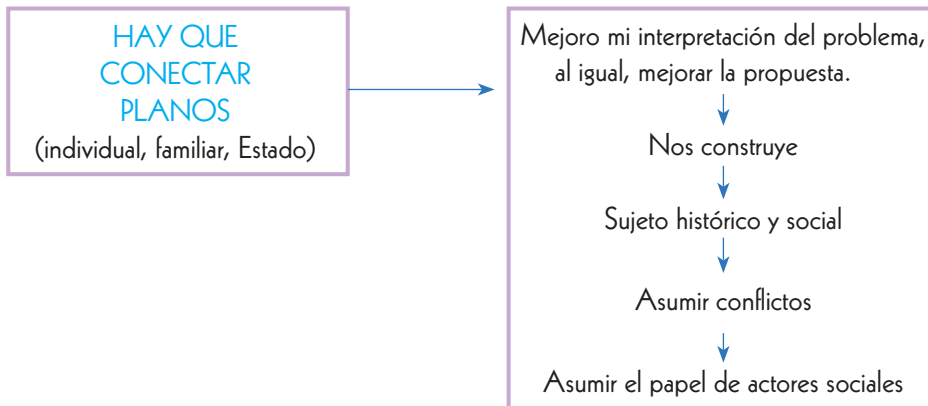 HAY QUE
CONECTAR
PLANOS
(individual, familiar, Estado)
Mejoro mi interpretación del problema,
al igual, mejorar la propuesta.
Nos construye
Sujeto histórico y social
Asumir conflictos
Asumir el papel de actores sociales